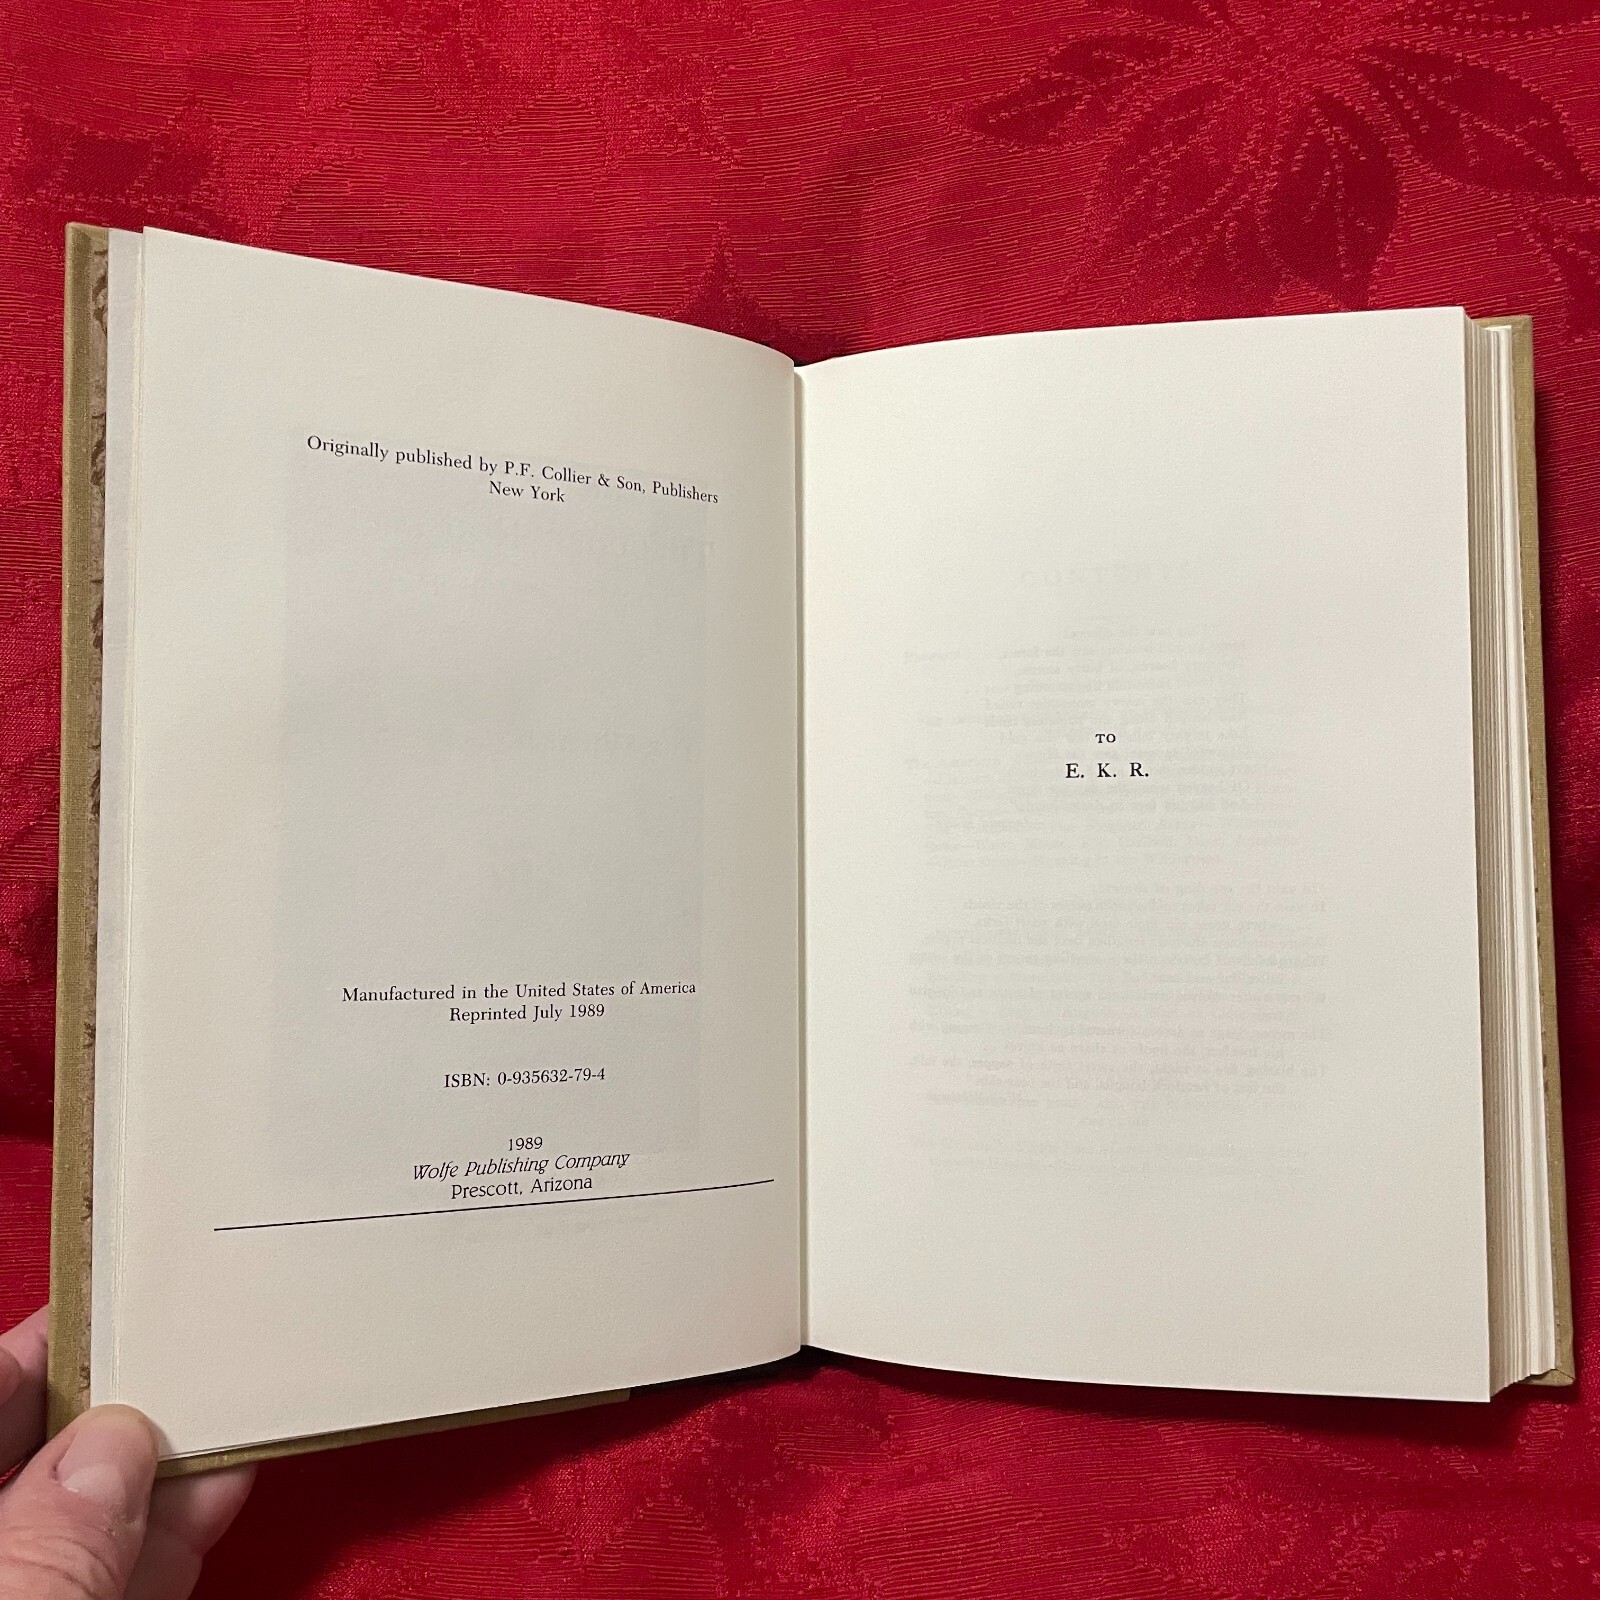 Originally published by P.F. Collier & Son, Publishers
New York
Manufactured in the United States of America
Reprinted July 1989
ISBN: 0-935632-79-4
1989
Wolfe Publishing Company
Prescott, Arizona
TO
E. K. R.